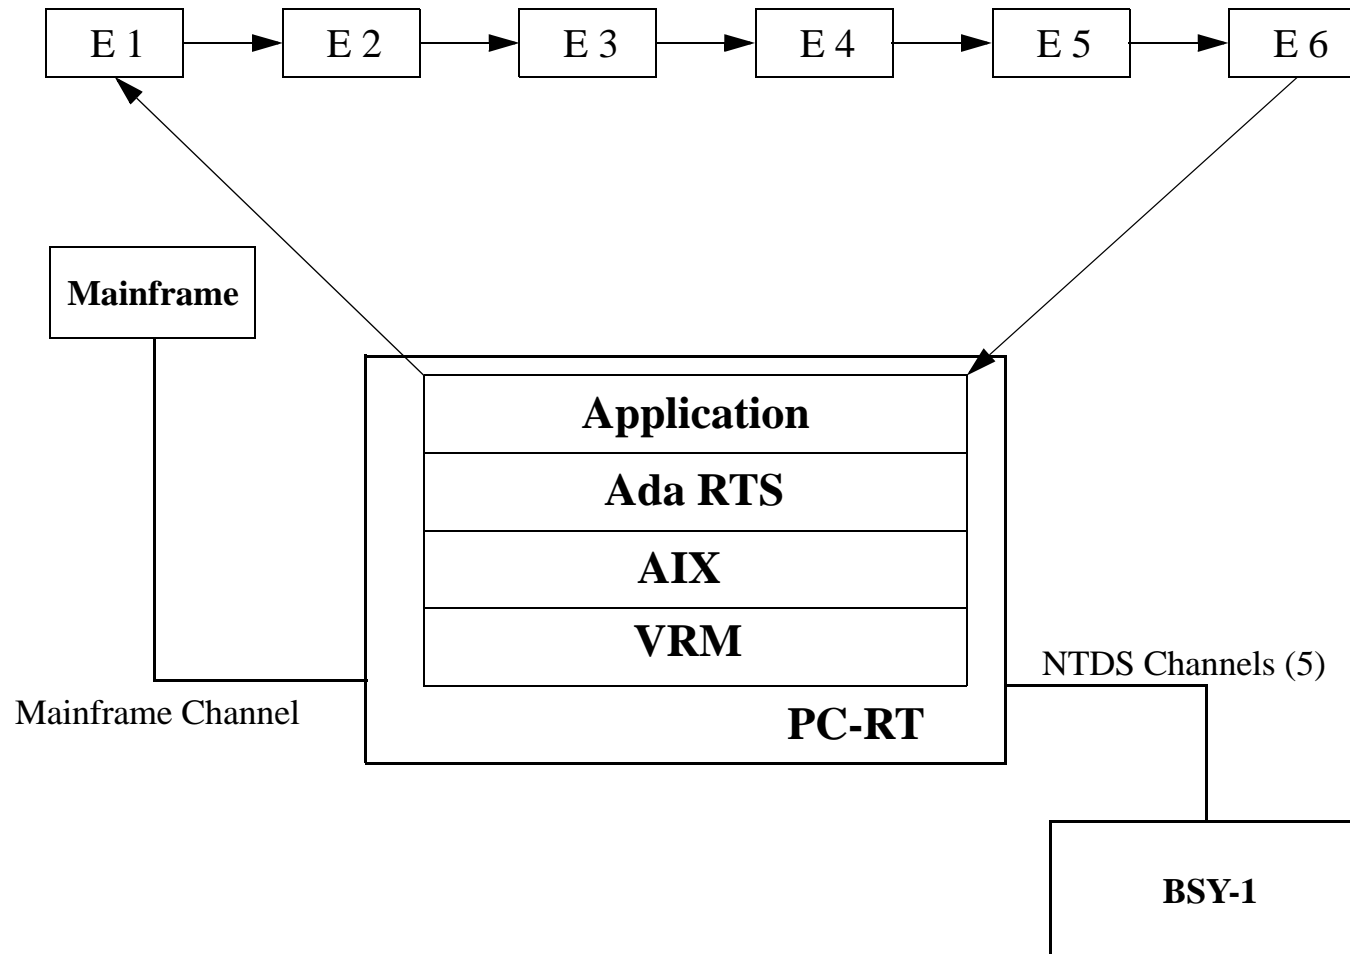 E 1
E 2
E 3
E 4
E 5
E 6
Mainframe
Application
Ada RTS
AIX
VRM
NTDS Channels (5)
Mainframe Channel
PC-RT
BSY-1